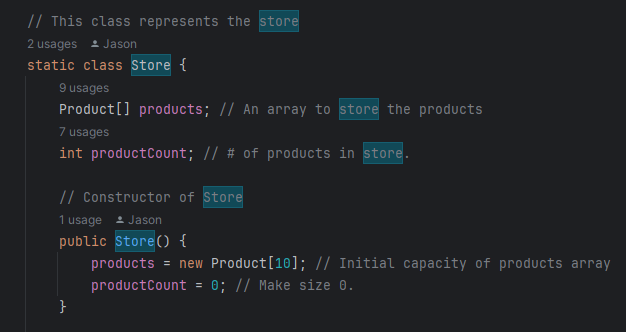 // This class represents the store
2 usages Jason
static class Store {
9 usages
Product[] products; // An array to store the products
7 usages
int productCount; // # of products in store.
// Constructor of Store
1 usage Jason
public Store() {
products = new Product[10]; // Initial capacity of products array
productCount = 0; // Make size 0.
}